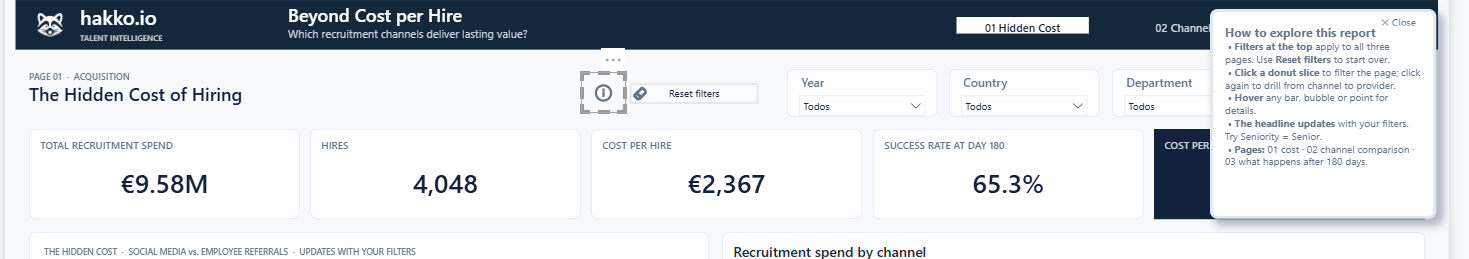 hakko.io
TALENT INTELLIGENCE
Beyond Cost per Hire
Which recruitment channels deliver lasting value?
01 Hidden Cost
02 Channel
Close
How to explore this report
• Filters at the top apply to all three
pages. Use Reset filters to start over.
• Click a donut slice to filter the page; click
again to drill from channel to provider.
• Hover any bar, bubble or point for
details.
• The headline updates with your filters.
Try Seniority = Senior.
• Pages: 01 cost · 02 channel comparison ·
03 what happens after 180 days.
PAGE 01 · ACQUISITION
The Hidden Cost of Hiring
Reset filters
Year
Todos
Country
Todos
Department
Todos
TOTAL RECRUITMENT SPEND
€9.58M
HIRES
4,048
COST PER HIRE
€2,367
SUCCESS RATE AT DAY 180
65.3%
COST PER
THE HIDDEN COST · SOCIAL MEDIA vs. EMPLOYEE REFERRALS · UPDATES WITH YOUR FILTERS
Recruitment spend by channel